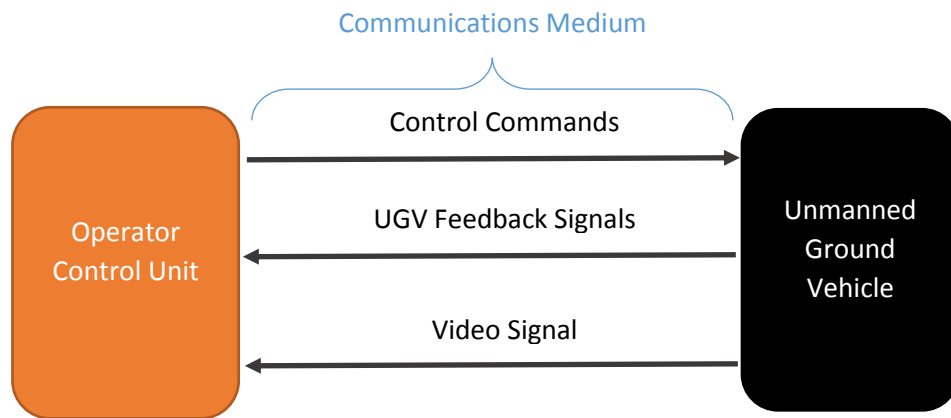 Communications Medium
Control Commands
UGV Feedback Signals
Video Signal
Operator
Control Unit
Unmanned
Ground
Vehicle